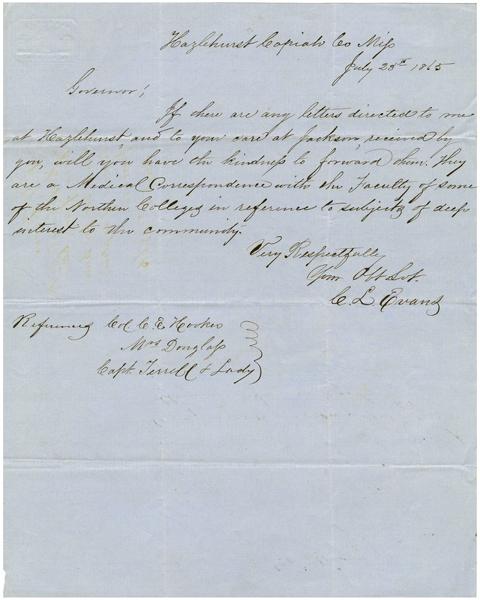 Hazlehurst Copiah Co Miss
July 28th 1865
Governor,
If there are any letters directed to me
at Hazlehurst and to your care at Jackson received by
you, will you have the kindness to forward them. They
are a Medical Correspondence with the Faculty of some
of the Northern Colleges in reference to subjects of deep
interest to the community.
Very Respectfully
Your Obt Svt.
C. L Evans
References Col C. E. Hooker
Mrs Douglass
Capt. Terrell & Lady